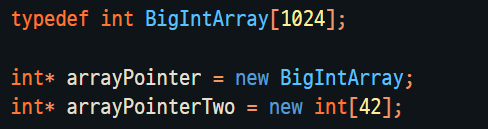 typedef int BigIntArray[1024];
int* arrayPointer = new BigIntArray;
int* arrayPointerTwo = new int[42];